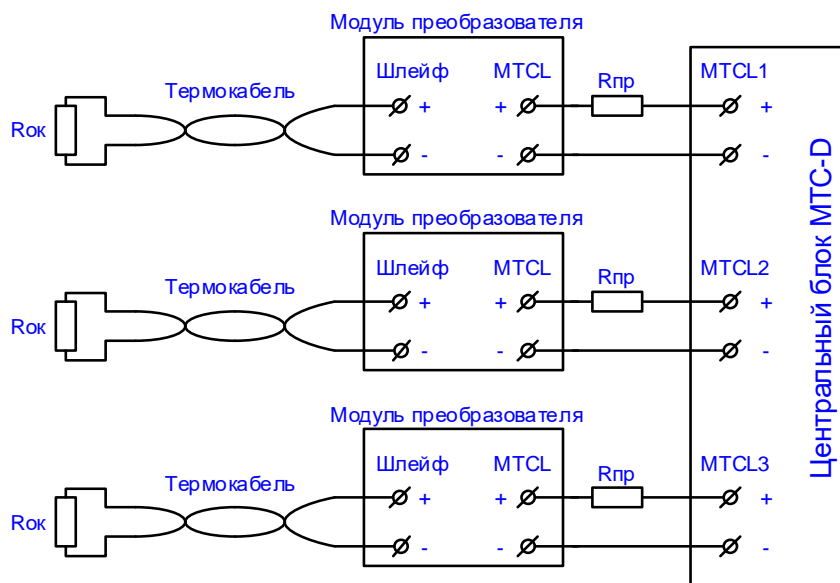 Модуль преобразователя
Шлейф MTCL Rпр MTCL1
Термокабель
Rок + + +
- - -
Модуль преобразователя
Шлейф MTCL Rпр MTCL2
Термокабель
Rок + + +
- - -
Модуль преобразователя
Шлейф MTCL Rпр MTCL3
Термокабель
Rок + + +
- - -
Центральный блок МТС-D